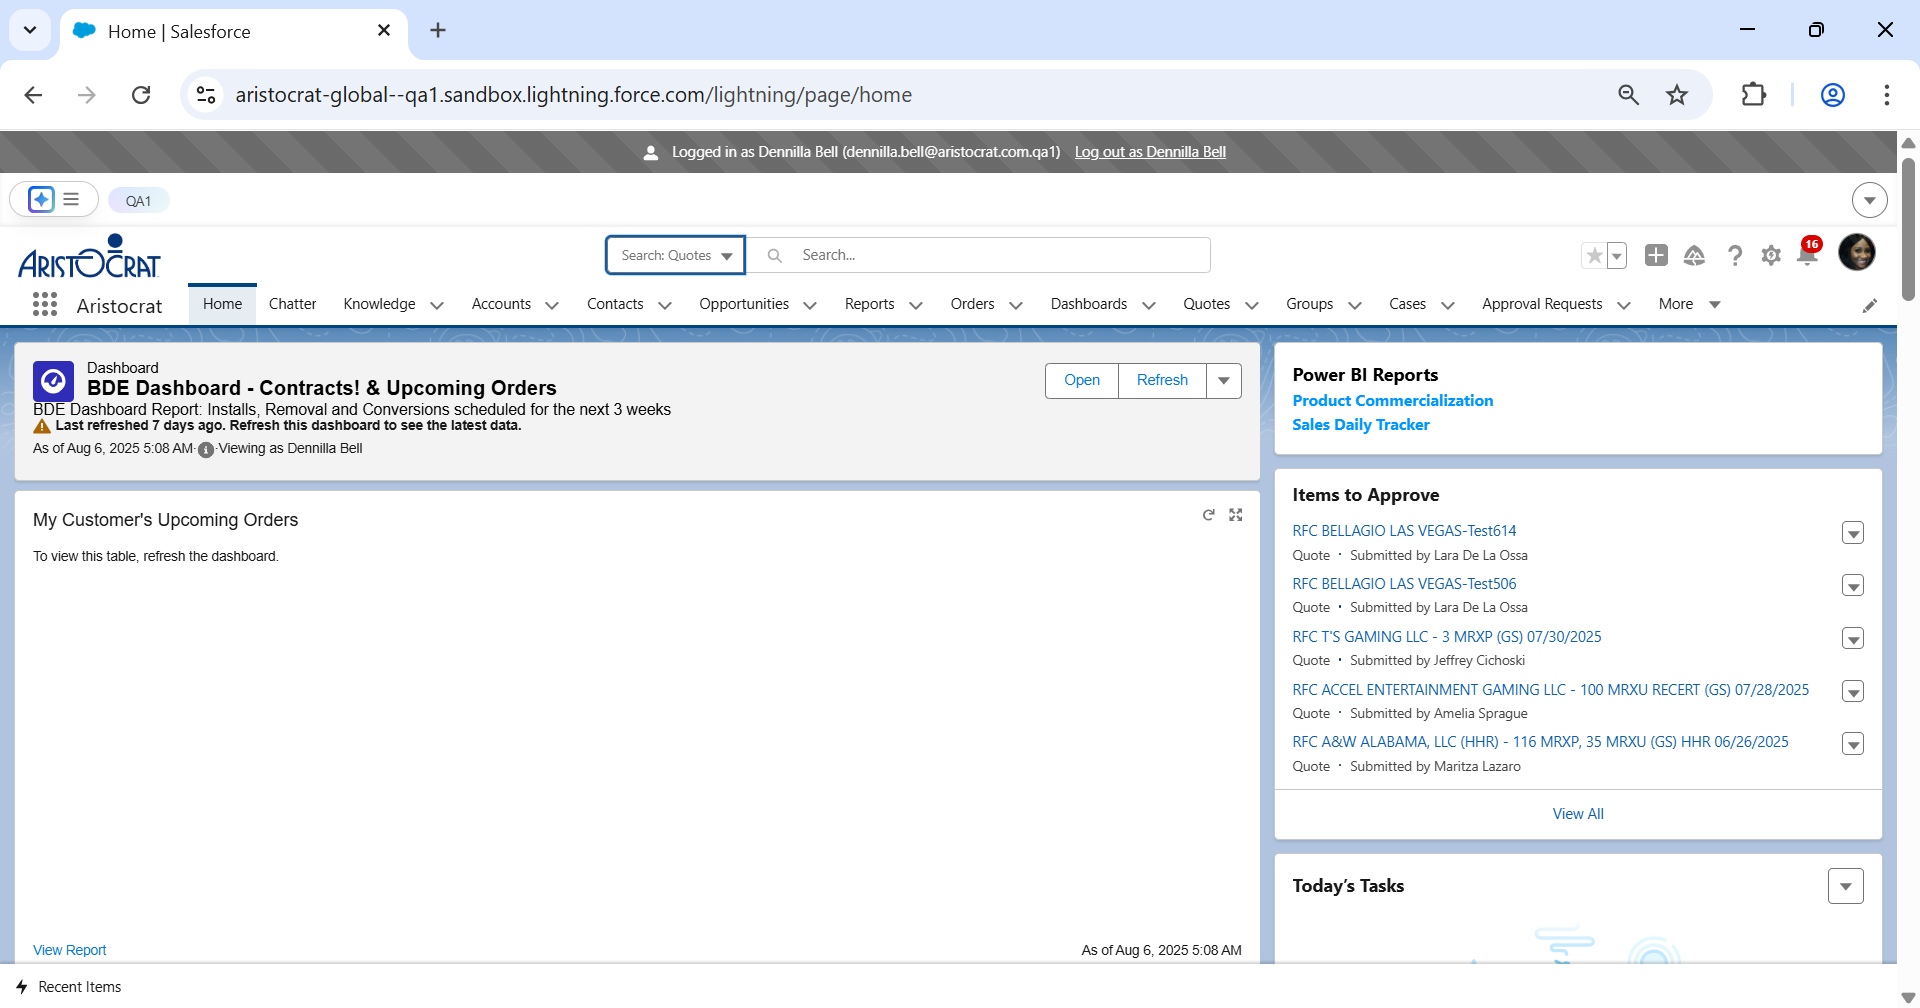 Home | Salesforce
aristocrat-global--qa1.sandbox.lightning.force.com/lightning/page/home
Logged in as Dennilla Bell (dennilla.bell@aristocrat.com.qa1) Log out as Dennilla Bell
QA1
ARISTOCRAT
Search: Quotes
Search...
16
Aristocrat
Home Chatter Knowledge Accounts Contacts Opportunities Reports Orders Dashboards Quotes Groups Cases Approval Requests More
Dashboard
BDE Dashboard - Contracts! & Upcoming Orders
BDE Dashboard Report: Installs, Removal and Conversions scheduled for the next 3 weeks
Last refreshed 7 days ago. Refresh this dashboard to see the latest data.
As of Aug 6, 2025 5:08 AM·Viewing as Dennilla Bell
Open Refresh
My Customer's Upcoming Orders
To view this table, refresh the dashboard.
View Report
As of Aug 6, 2025 5:08 AM
Power BI Reports
Product Commercialization
Sales Daily Tracker
Items to Approve
RFC BELLAGIO LAS VEGAS-Test614
Quote · Submitted by Lara De La Ossa
RFC BELLAGIO LAS VEGAS-Test506
Quote · Submitted by Lara De La Ossa
RFC T'S GAMING LLC - 3 MRXP (GS) 07/30/2025
Quote · Submitted by Jeffrey Cichoski
RFC ACCEL ENTERTAINMENT GAMING LLC - 100 MRXU RECERT (GS) 07/28/2025
Quote · Submitted by Amelia Sprague
RFC A&W ALABAMA, LLC (HHR) - 116 MRXP, 35 MRXU (GS) HHR 06/26/2025
Quote · Submitted by Maritza Lazaro
View All
Today’s Tasks
Recent Items